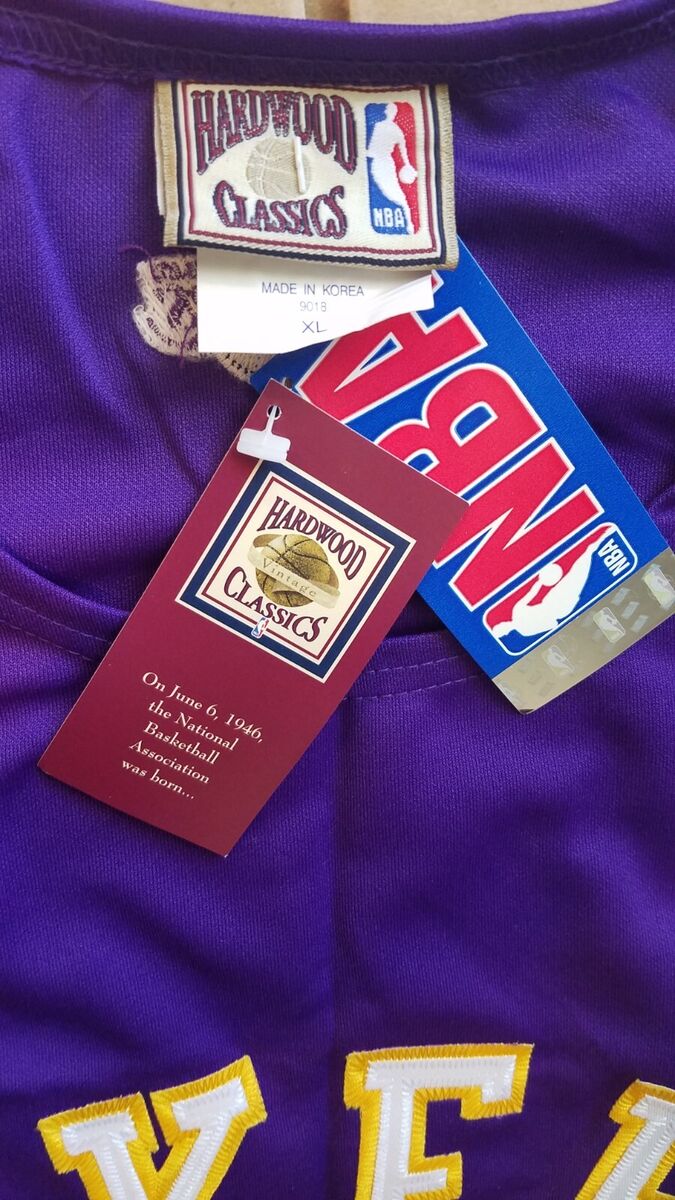 HARDWOOD
CLASSICS
NBA
MADE IN KOREA
9018
XL
NBA
NBA
HARDWOOD
Vintage
CLASSICS
On June 6, 1946,
the National
Basketball
Association
was born...